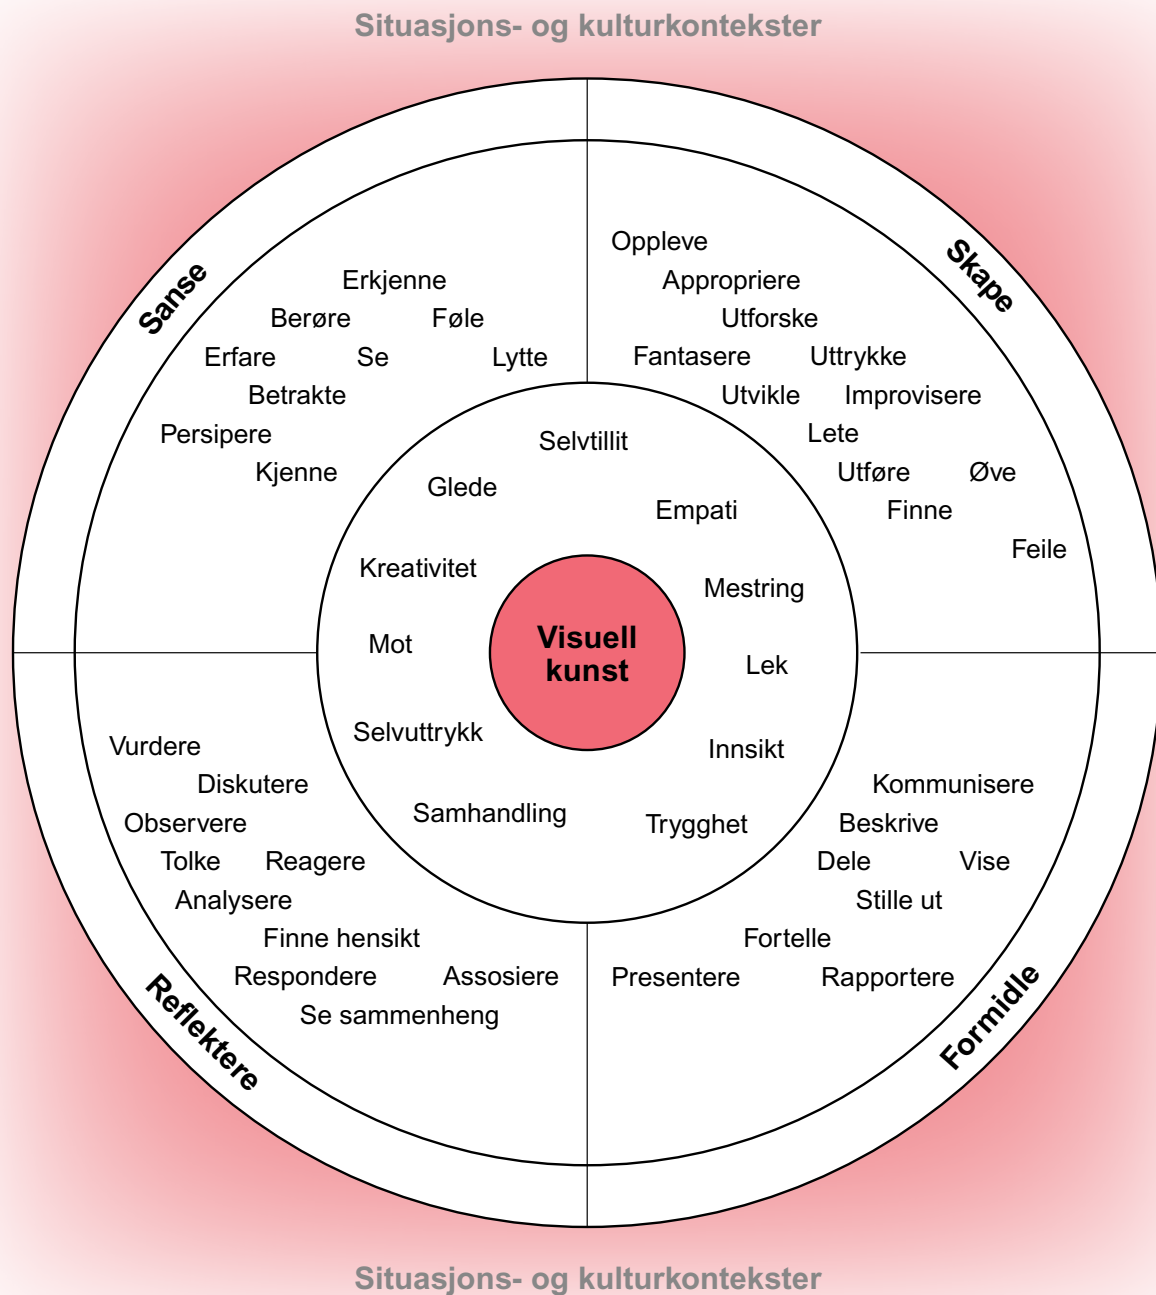 Situasjons- og kulturkontekster
Sanse
Erkjenne
Berøre Føle
Erfare Se Lytte
Betrakte
Persipere
Kjenne
Skape
Oppleve
Appropriere
Utforske
Fantasere Uttrykke
Utvikle Improvisere
Lete
Utføre Øve
Finne
Feile
Selvtillit
Glede
Empati
Kreativitet
Mestring
Mot
Lek
Selvuttrykk
Innsikt
Samhandling
Trygghet
Visuell
kunst
Reflektere
Vurdere
Diskutere
Observere
Tolke Reagere
Analysere
Finne hensikt
Respondere Assosiere
Se sammenheng
Formidle
Kommunisere
Beskrive
Dele Vise
Stille ut
Fortelle
Presentere Rapportere
Situasjons- og kulturkontekster